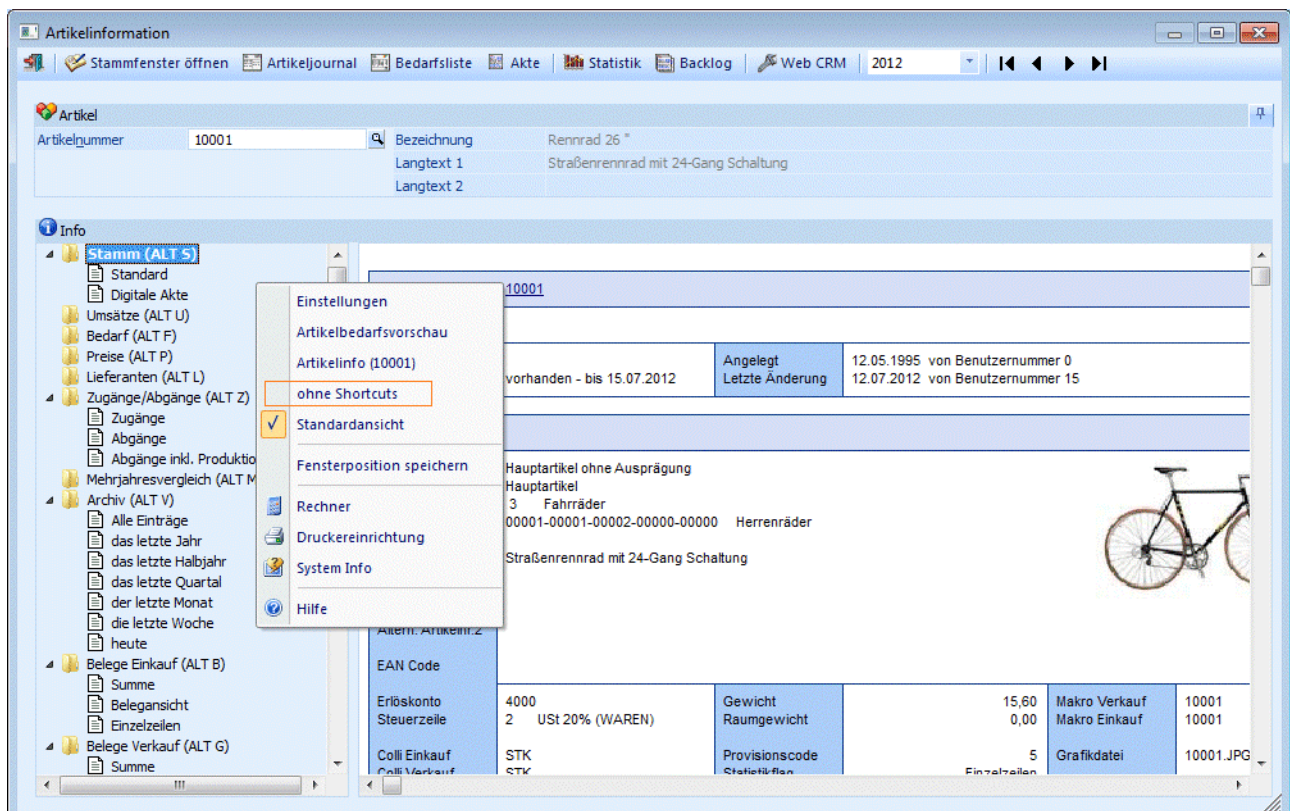 Artikelinformation
Stammfenster öffnen Artikeljournal Bedarfsliste Akte Statistik Backlog Web CRM 2012
Artikel
Artikelnummer 10001 Bezeichnung Rennrad 26 "
Langtext 1 Straßenrennrad mit 24-Gang Schaltung
Langtext 2
Info
Stamm (ALT S)
Standard
Digitale Akte
Umsätze (ALT U)
Bedarf (ALT F)
Preise (ALT P)
Lieferanten (ALT L)
Zugänge/Abgänge (ALT Z)
Zugänge
Abgänge
Abgänge inkl. Produktio
Mehrjahresvergleich (ALT M
Archiv (ALT V)
Alle Einträge
das letzte Jahr
das letzte Halbjahr
das letzte Quartal
der letzte Monat
die letzte Woche
heute
Belege Einkauf (ALT B)
Summe
Belegansicht
Einzelzeilen
Belege Verkauf (ALT G)
Summe
Einstellungen
Artikelbedarfsvorschau
Artikelinfo (10001)
ohne Shortcuts
Standardansicht
Fensterposition speichern
Rechner
Druckereinrichtung
System Info
Hilfe
10001
Angelegt 12.05.1995 von Benutzernummer 0
vorhanden - bis 15.07.2012 Letzte Änderung 12.07.2012 von Benutzernummer 15
Hauptartikel ohne Ausprägung
Hauptartikel
3 Fahrräder
00001-00001-00002-00000-00000 Herrenräder
Straßenrennrad mit 24-Gang Schaltung
Altern. Artikelnr.2
EAN Code
Erlöskonto 4000 Gewicht 15,60 Makro Verkauf 10001
Steuerzeile 2 USt 20% (WAREN) Raumgewicht 0,00 Makro Einkauf 10001
Colli Einkauf STK Provisionscode 5 Grafikdatei 10001.JPG
Colli Verkauf STK Statistikflag Einzelzeilen